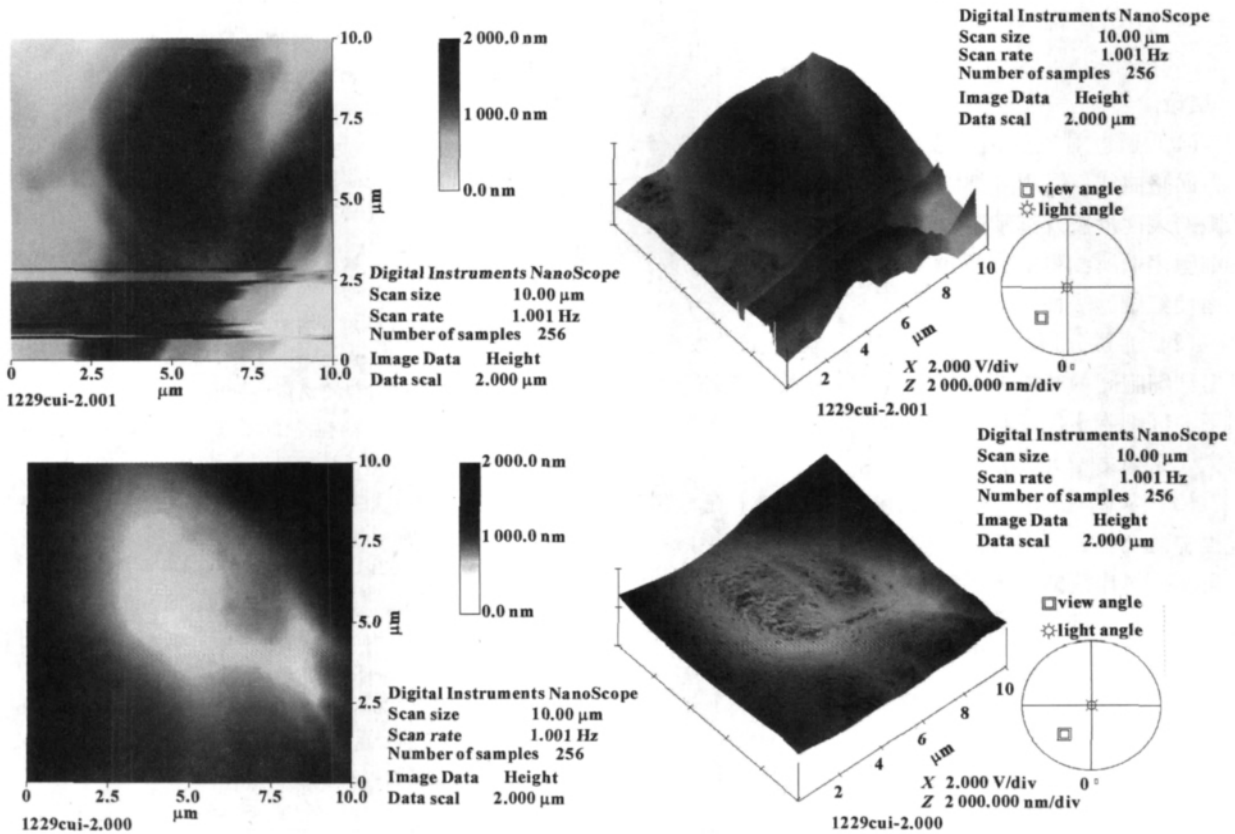 10.0
7.5
5.0
2.5
0
μm
0
2.5
5.0
7.5
10.0
μm
1229cui-2.001
2 000.0 nm
1 000.0 nm
0.0 nm
Digital Instruments NanoScope
Scan size 10.00 μm
Scan rate 1.001 Hz
Number of samples 256
Image Data Height
Data scal 2.000 μm
Digital Instruments NanoScope
Scan size 10.00 μm
Scan rate 1.001 Hz
Number of samples 256
Image Data Height
Data scal 2.000 μm
view angle
light angle
0 °
2
4
6
8
10
μm
X 2.000 V/div
Z 2 000.000 nm/div
1229cui-2.001
10.0
7.5
5.0
2.5
0
μm
0
2.5
5.0
7.5
10.0
μm
1229cui-2.000
2 000.0 nm
1 000.0 nm
0.0 nm
Digital Instruments NanoScope
Scan size 10.00 μm
Scan rate 1.001 Hz
Number of samples 256
Image Data Height
Data scal 2.000 μm
Digital Instruments NanoScope
Scan size 10.00 μm
Scan rate 1.001 Hz
Number of samples 256
Image Data Height
Data scal 2.000 μm
view angle
light angle
0 °
2
4
6
8
10
μm
X 2.000 V/div
Z 2 000.000 nm/div
1229cui-2.000